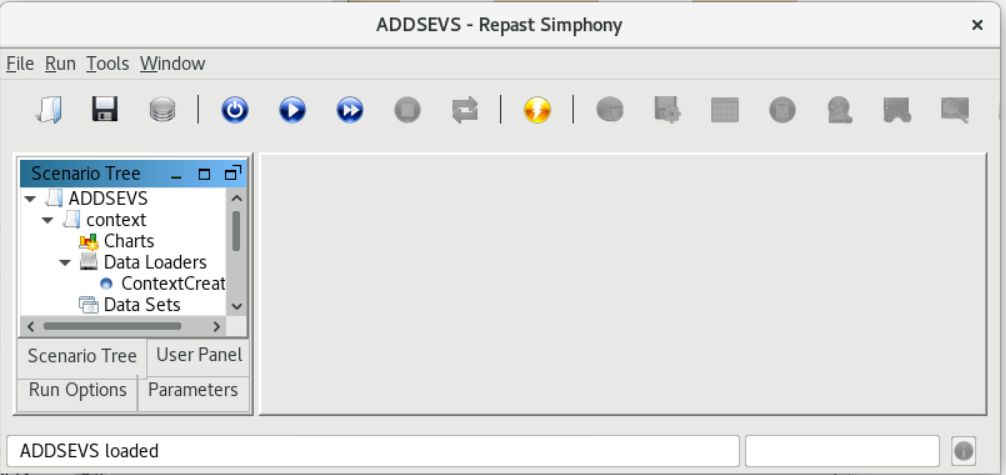 ADDSEVS - Repast Simphony
File Run Tools Window
Scenario Tree
ADDSEVS
context
Charts
Data Loaders
ContextCreat
Data Sets
Scenario Tree User Panel
Run Options Parameters
ADDSEVS loaded